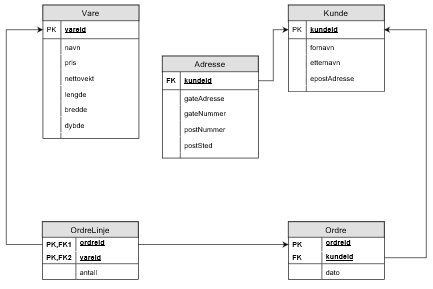 Vare
PK vareid
navn
pris
nettovekt
lengde
bredde
dybde
Kunde
PK kundeid
fornavn
etternavn
epostAdresse
Adresse
FK kundeid
gateAdresse
gateNummer
postNummer
postSted
OrdreLinje
PK,FK1 ordreid
PK,FK2 vareid
antall
Ordre
PK ordreid
FK kundeid
dato